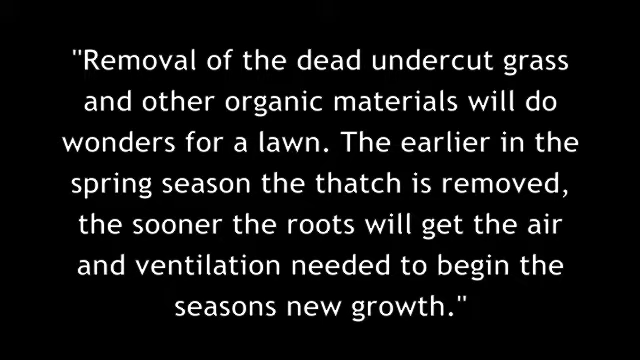 "Removal of the dead undercut grass
and other organic materials will do
wonders for a lawn. The earlier in the
spring season the thatch is removed,
the sooner the roots will get the air
and ventilation needed to begin the
seasons new growth."